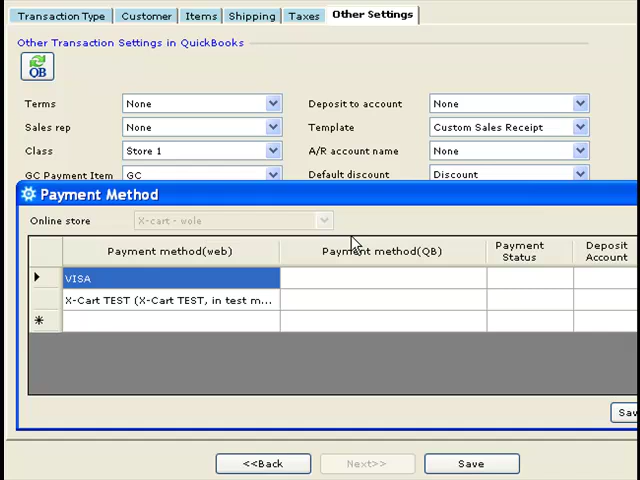 Transaction Type Customer Items Shipping Taxes Other Settings
Other Transaction Settings in QuickBooks
QB
Terms None Deposit to account None
Sales rep None Template Custom Sales Receipt
Class Store 1 A/R account name None
GC Payment Item GC Default discount Discount
Payment Method
Online store X-cart - wole
Payment method(web) Payment method(QB) Payment Status Deposit Account
VISA
X-Cart TEST (X-Cart TEST, in test m...
<<Back Next>> Save